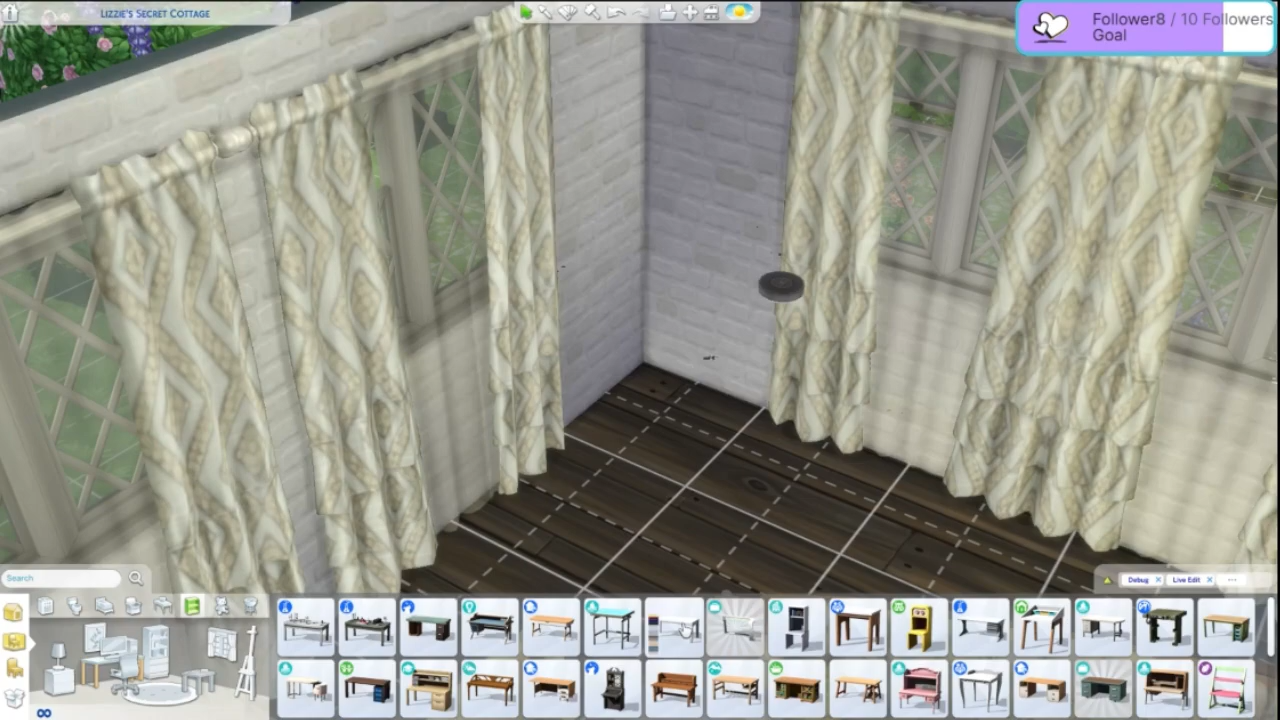 LIZZIE'S SECRET COTTAGE
Follower8 / 10 Followers
Goal
Search
Debug
Live Edit